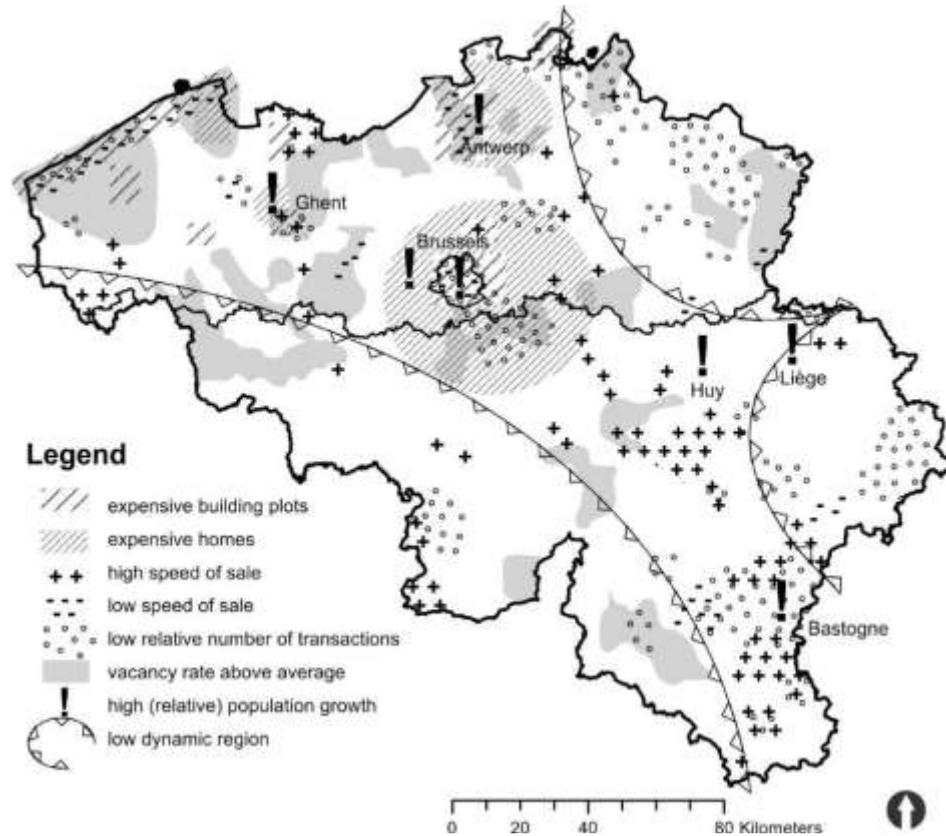 Antwerp
Ghent
Brussels
Huy
Liège
Bastogne
Legend
expensive building plots
expensive homes
high speed of sale
low speed of sale
low relative number of transactions
vacancy rate above average
high (relative) population growth
low dynamic region
0 20 40 80 Kilometers